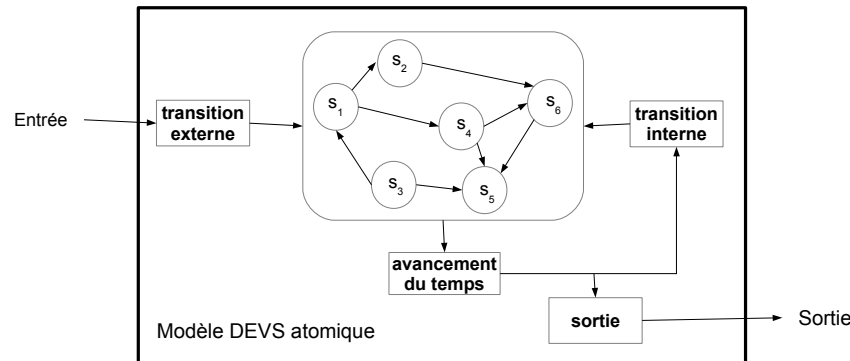 s₂
s₁
s₆
Entrée
transition
externe
s₄
transition
interne
s₃
s₅
avancement
du temps
sortie
Sortie
Modèle DEVS atomique